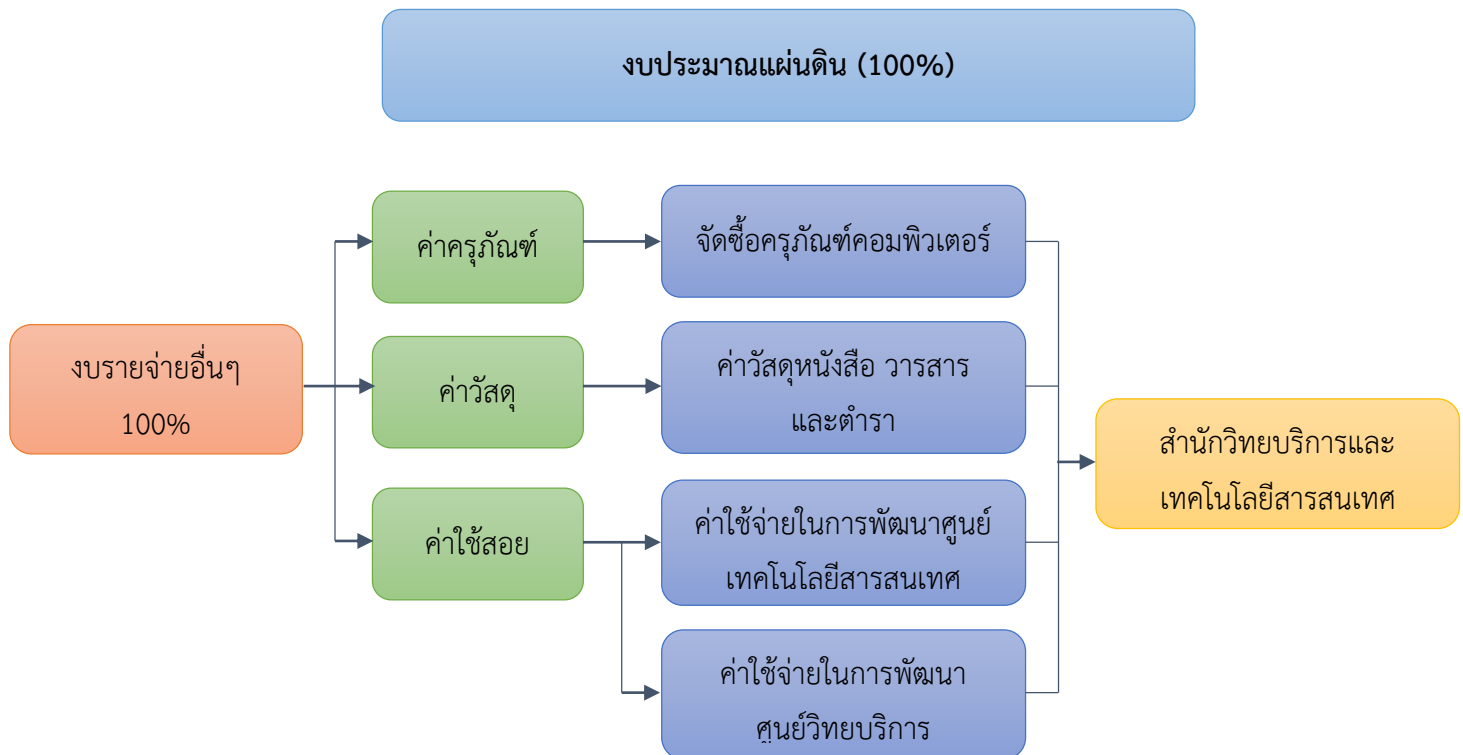 งบประมาณแผ่นดิน (100%)
ค่าครุภัณฑ์
จัดซื้อครุภัณฑ์คอมพิวเตอร์
งบรายจ่ายอื่นๆ
100%
ค่าวัสดุ
ค่าวัสดุหนังสือ วารสาร
และตำรา
สำนักวิทยบริการและ
เทคโนโลยีสารสนเทศ
ค่าใช้สอย
ค่าใช้จ่ายในการพัฒนาศูนย์
เทคโนโลยีสารสนเทศ
ค่าใช้จ่ายในการพัฒนา
ศูนย์วิทยบริการ